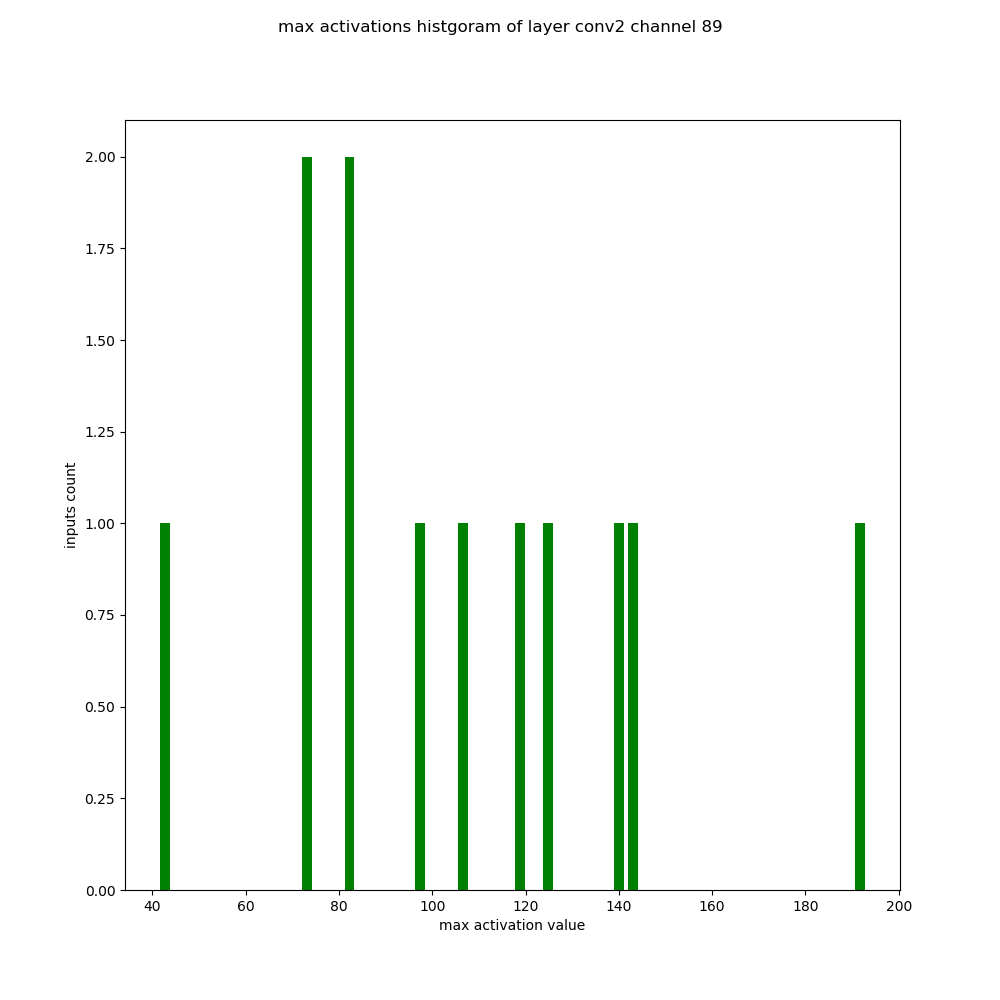 max activations histgoram of layer conv2 channel 89
2.00
1.75
1.50
1.25
1.00
0.75
0.50
0.25
0.00
inputs count
40 60 80 100 120 140 160 180 200
max activation value